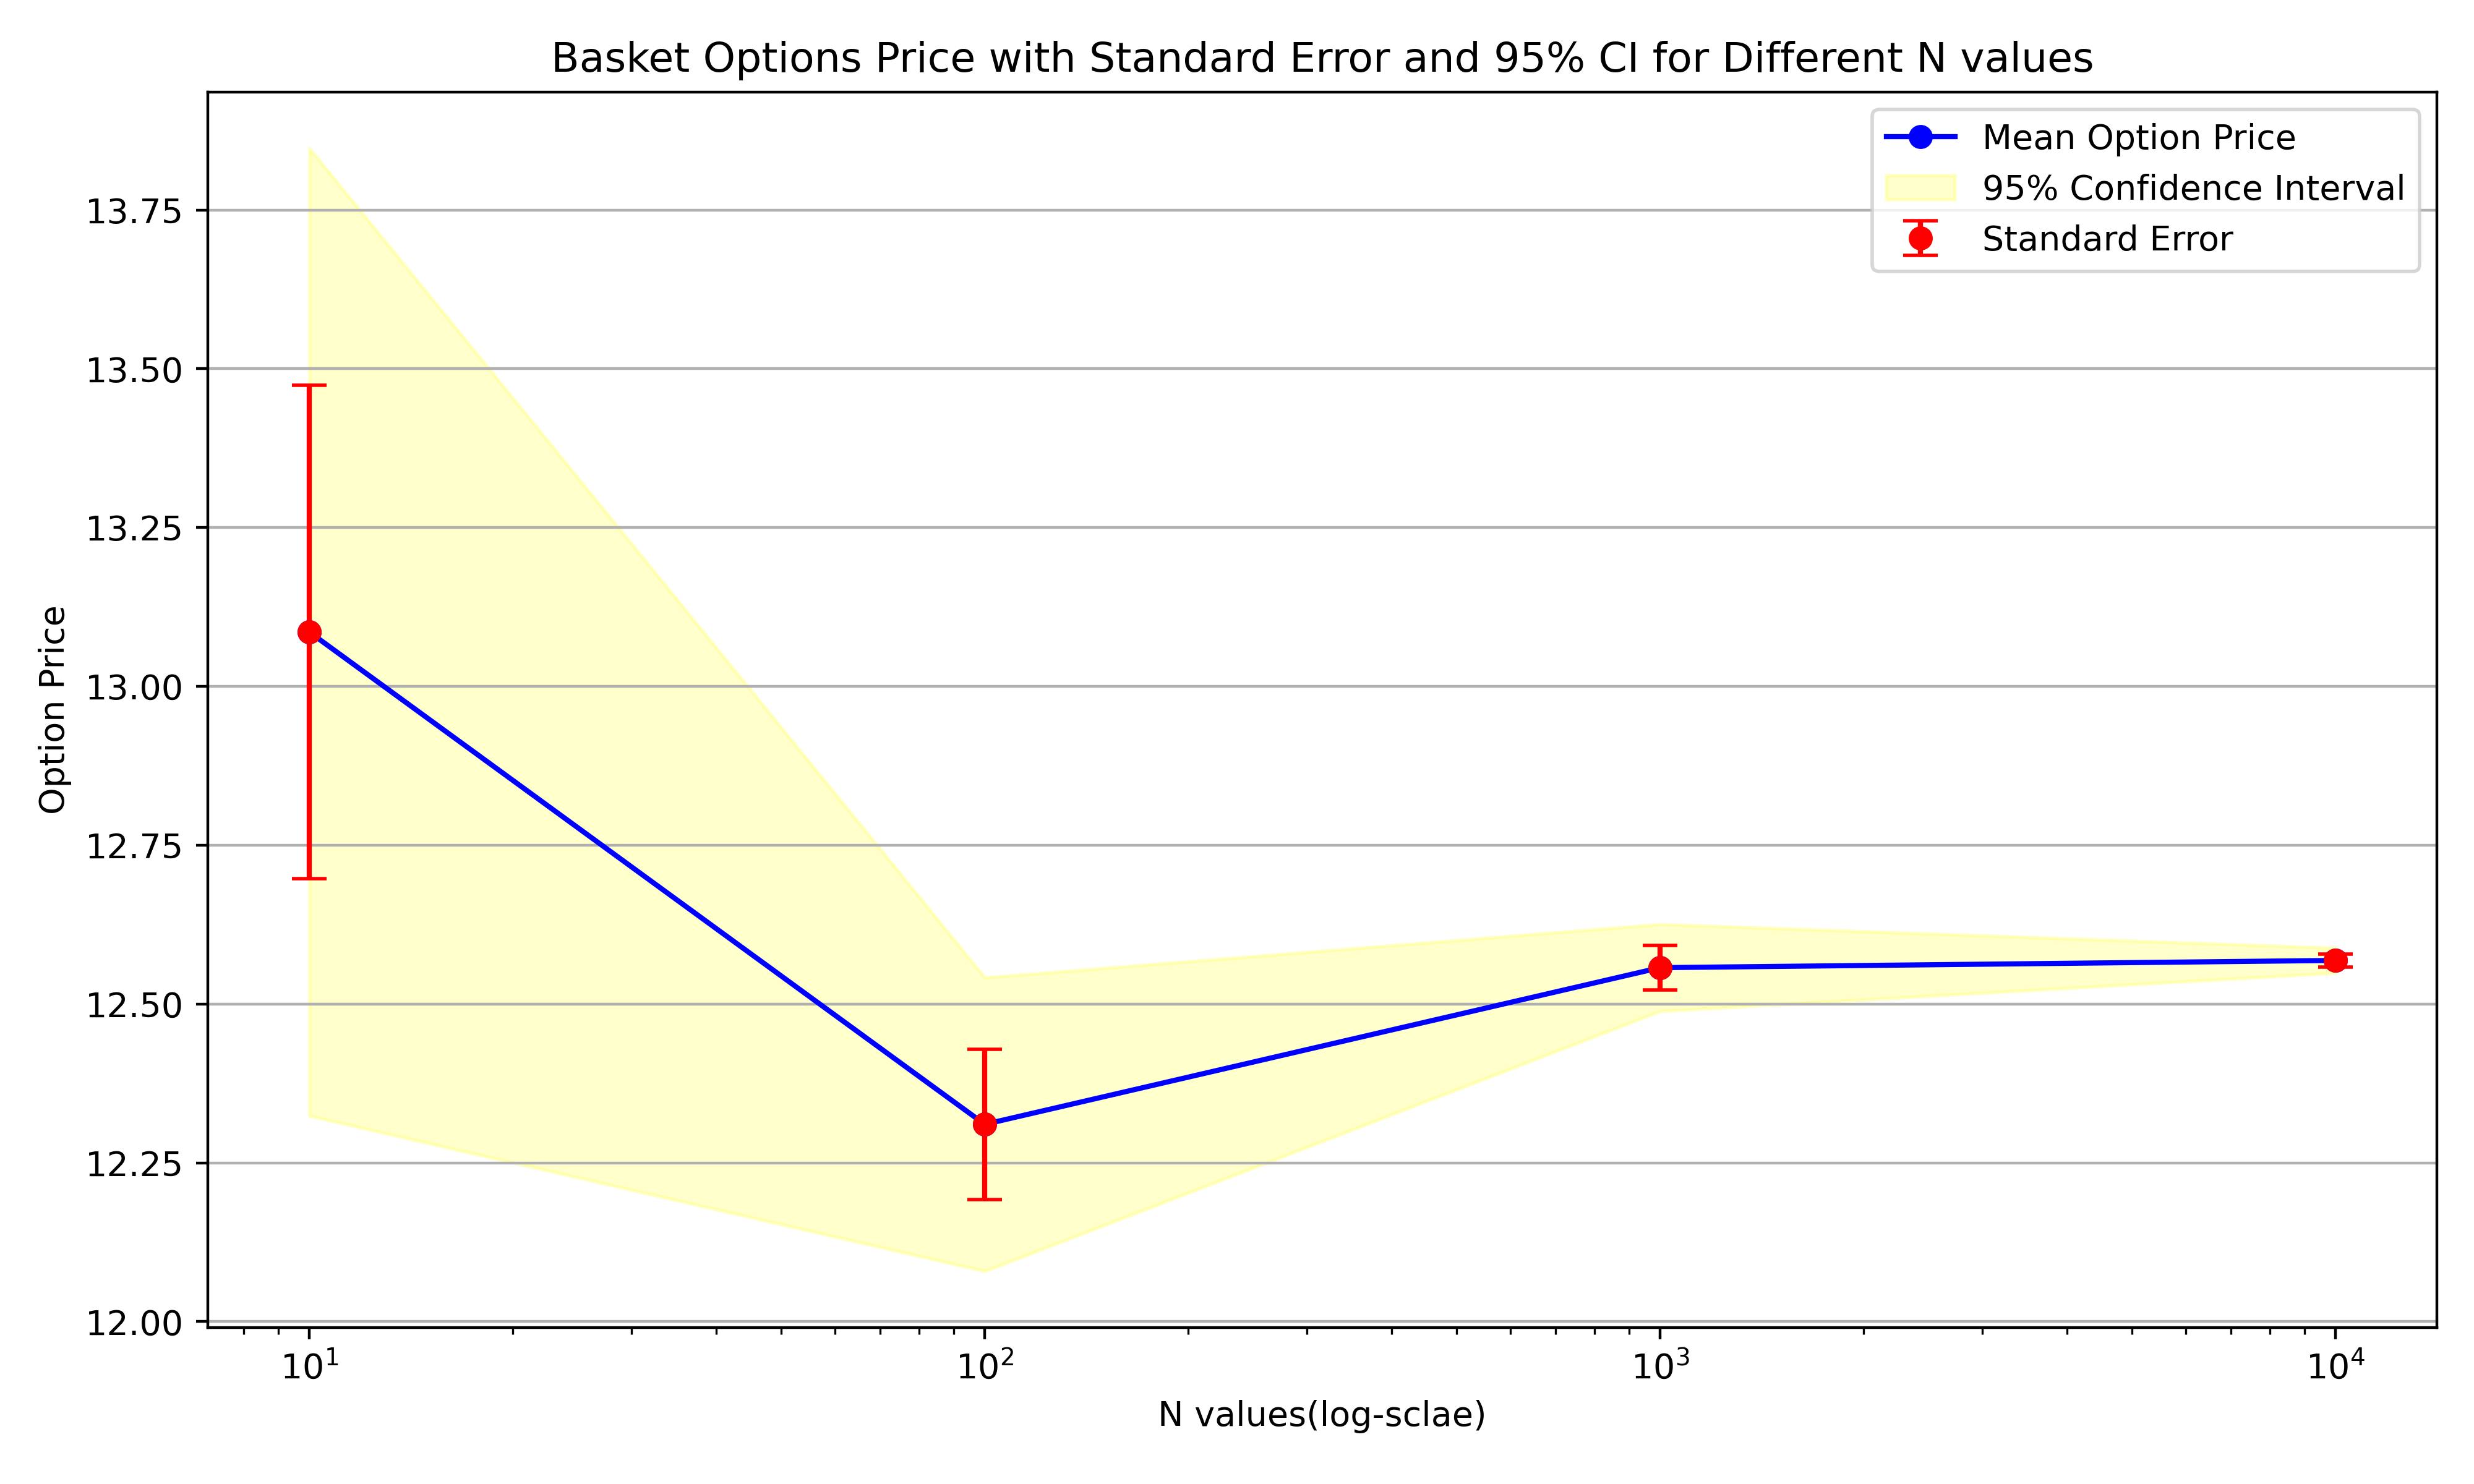 Basket Options Price with Standard Error and 95% CI for Different N values
Mean Option Price
95% Confidence Interval
Standard Error
Option Price
13.75
13.50
13.25
13.00
12.75
12.50
12.25
12.00
10¹
10²
10³
10⁴
N values(log-sclae)